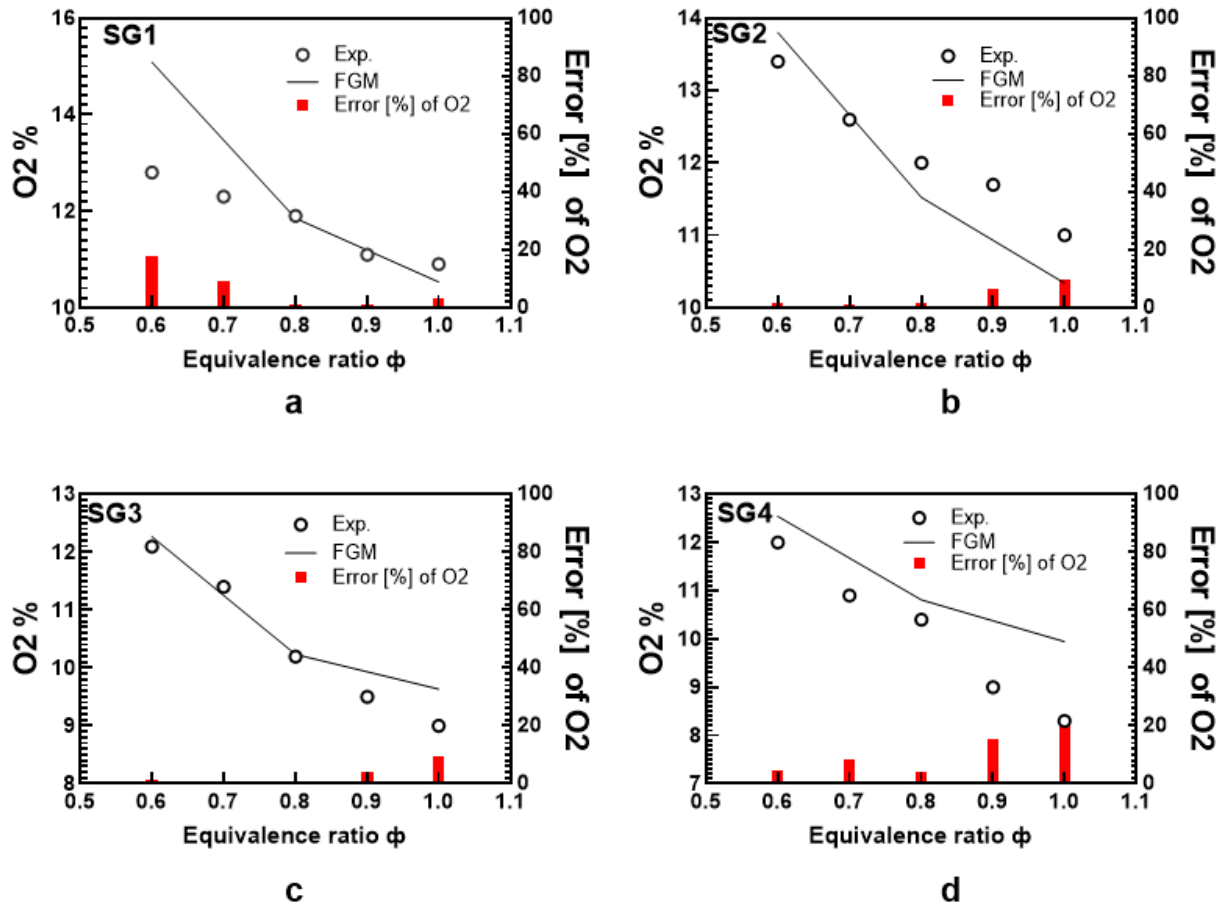 SG1
Exp.
FGM
Error [%] of O2
O2 %
Error [%] of O2
16
14
12
10
100
80
60
40
20
0
0.5 0.6 0.7 0.8 0.9 1.0 1.1
Equivalence ratio ф
a
SG2
Exp.
FGM
Error [%] of O2
O2 %
Error [%] of O2
14
13
12
11
10
100
80
60
40
20
0
0.5 0.6 0.7 0.8 0.9 1.0 1.1
Equivalence ratio ф
b
SG3
Exp.
FGM
Error [%] of O2
O2 %
Error [%] of O2
13
12
11
10
9
8
100
80
60
40
20
0
0.5 0.6 0.7 0.8 0.9 1.0 1.1
Equivalence ratio ф
c
SG4
Exp.
FGM
Error [%] of O2
O2 %
Error [%] of O2
13
12
11
10
9
8
7
100
80
60
40
20
0
0.5 0.6 0.7 0.8 0.9 1.0 1.1
Equivalence ratio ф
d